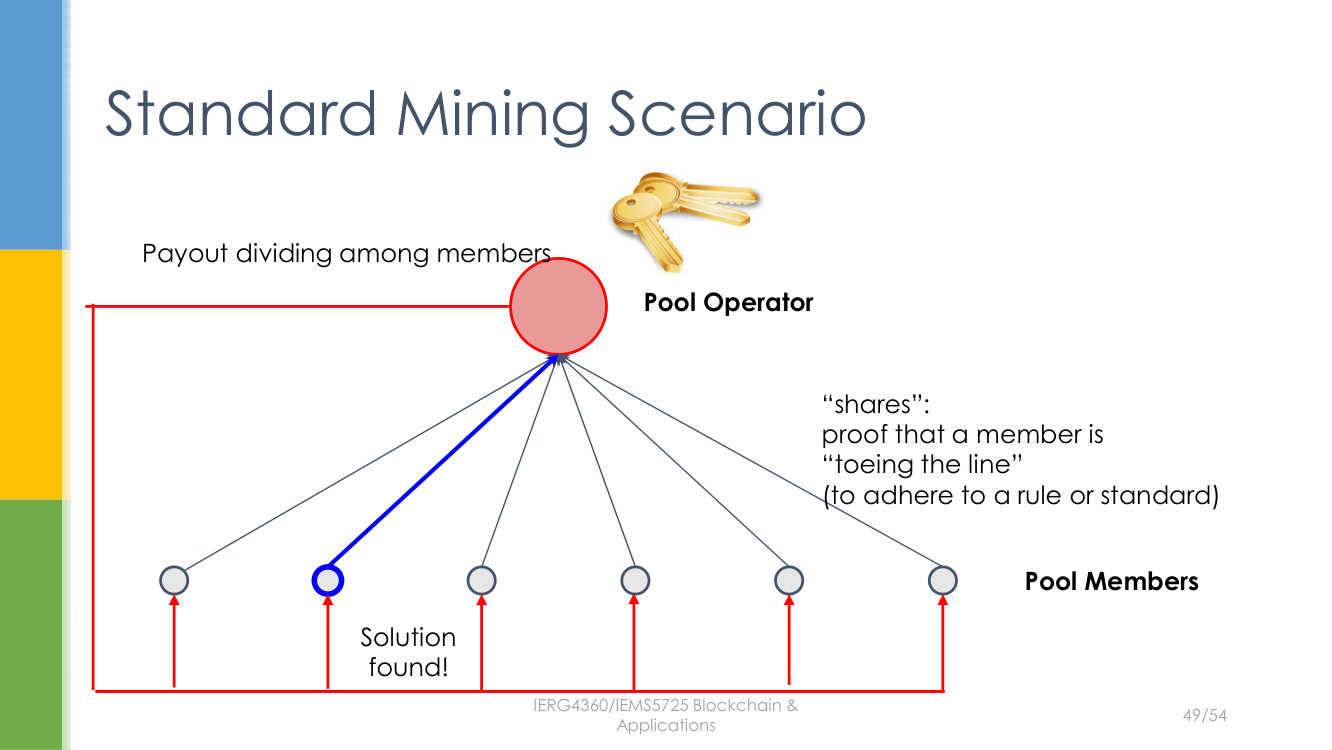 Standard Mining Scenario
Payout dividing among members
Pool Operator
“shares”:
proof that a member is
“toeing the line”
(to adhere to a rule or standard)
Pool Members
Solution
found!
IERG4360/IEMS5725 Blockchain &
Applications
49/54